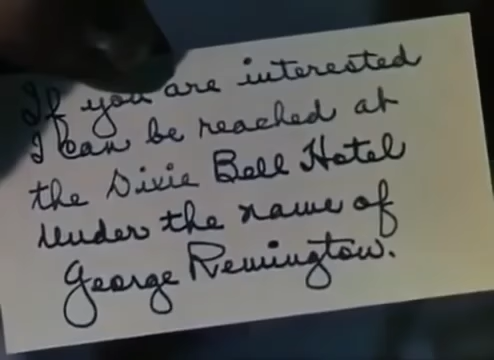 If you are interested
I can be reached at
the Dixie Bell Hotel
under the name of
George Remington.